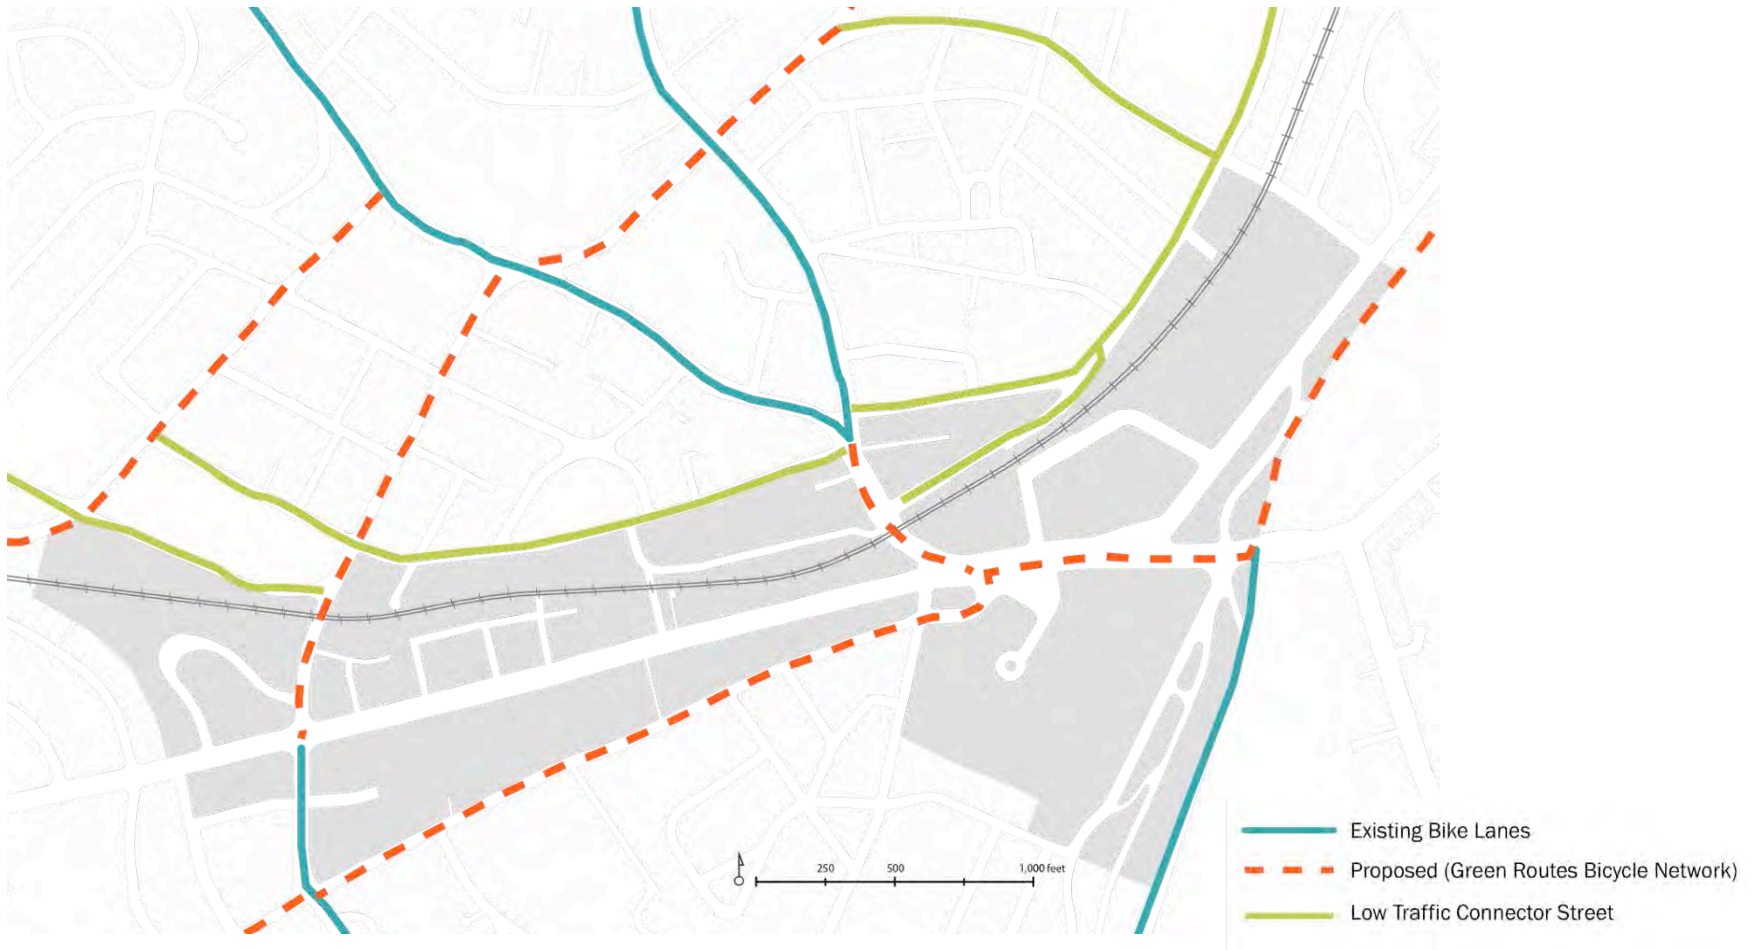 250 500 1,000 feet
Existing Bike Lanes
Proposed (Green Routes Bicycle Network)
Low Traffic Connector Street